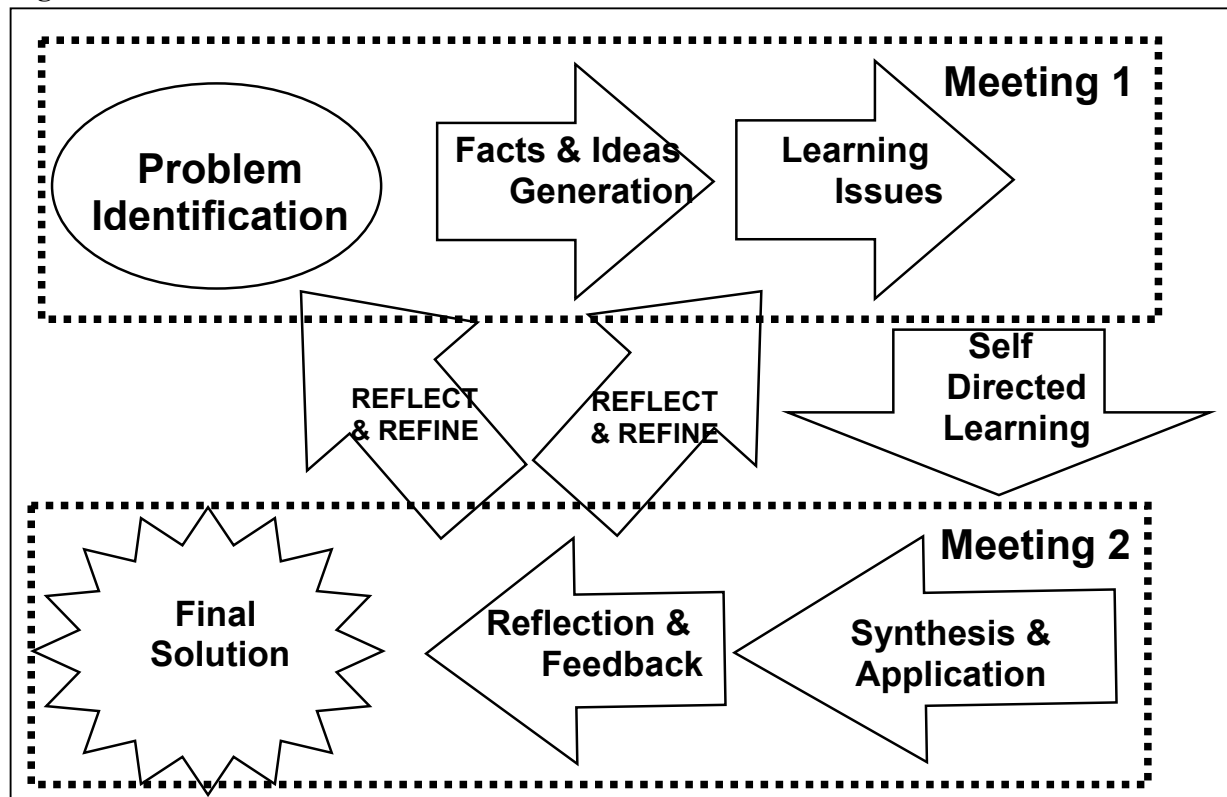 Meeting 1
Problem
Identification
Facts & Ideas
Generation
Learning
Issues
REFLECT
& REFINE
REFLECT
& REFINE
Self
Directed
Learning
Meeting 2
Final
Solution
Reflection &
Feedback
Synthesis &
Application